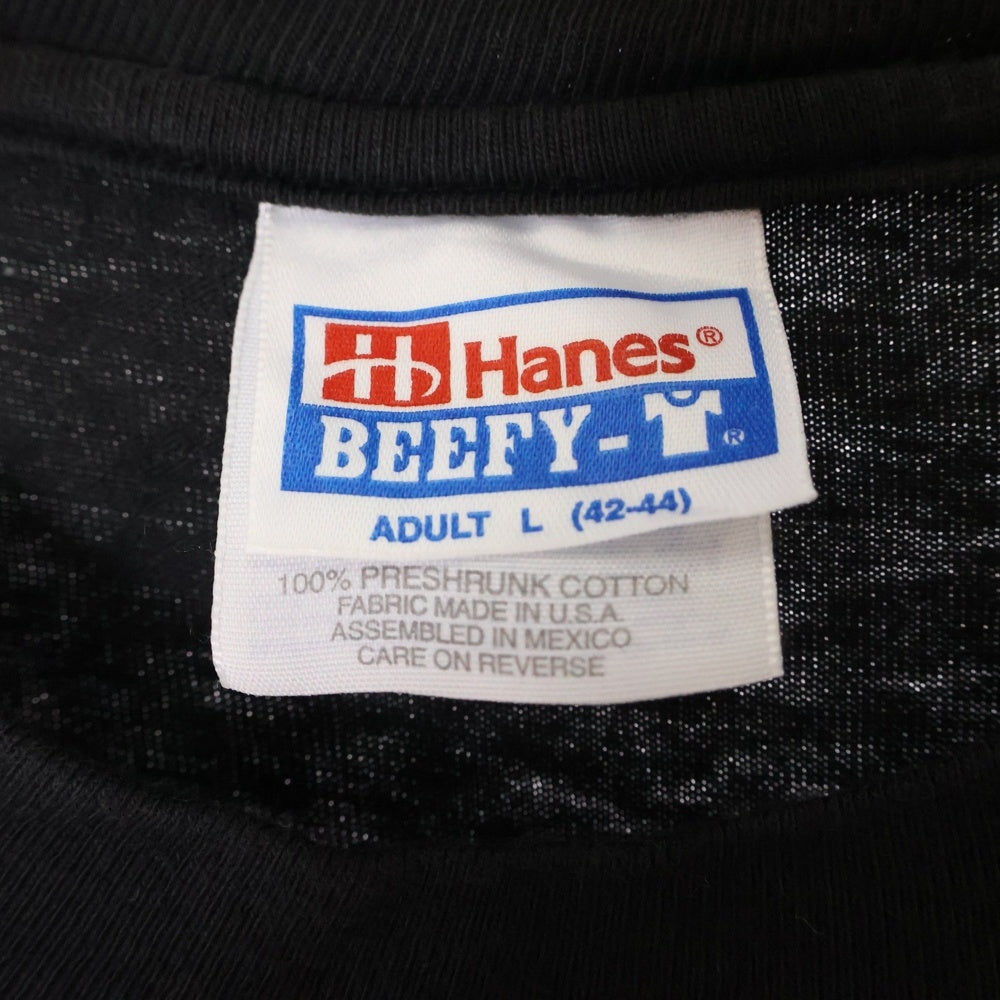 H Hanes®
BEEFY-T®
ADULT L (42-44)
100% PRESHRUNK COTTON
FABRIC MADE IN U.S.A.
ASSEMBLED IN MEXICO
CARE ON REVERSE